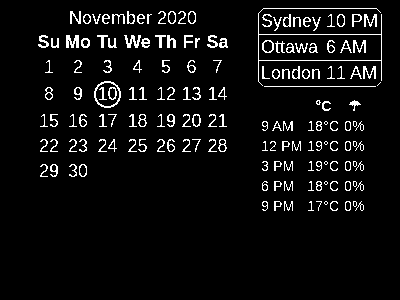 November 2020
Su Mo Tu We Th Fr Sa
1 2 3 4 5 6 7
8 9 10 11 12 13 14
15 16 17 18 19 20 21
22 23 24 25 26 27 28
29 30
Sydney 10 PM
Ottawa 6 AM
London 11 AM
°C
9 AM 18°C 0%
12 PM 19°C 0%
3 PM 19°C 0%
6 PM 18°C 0%
9 PM 17°C 0%